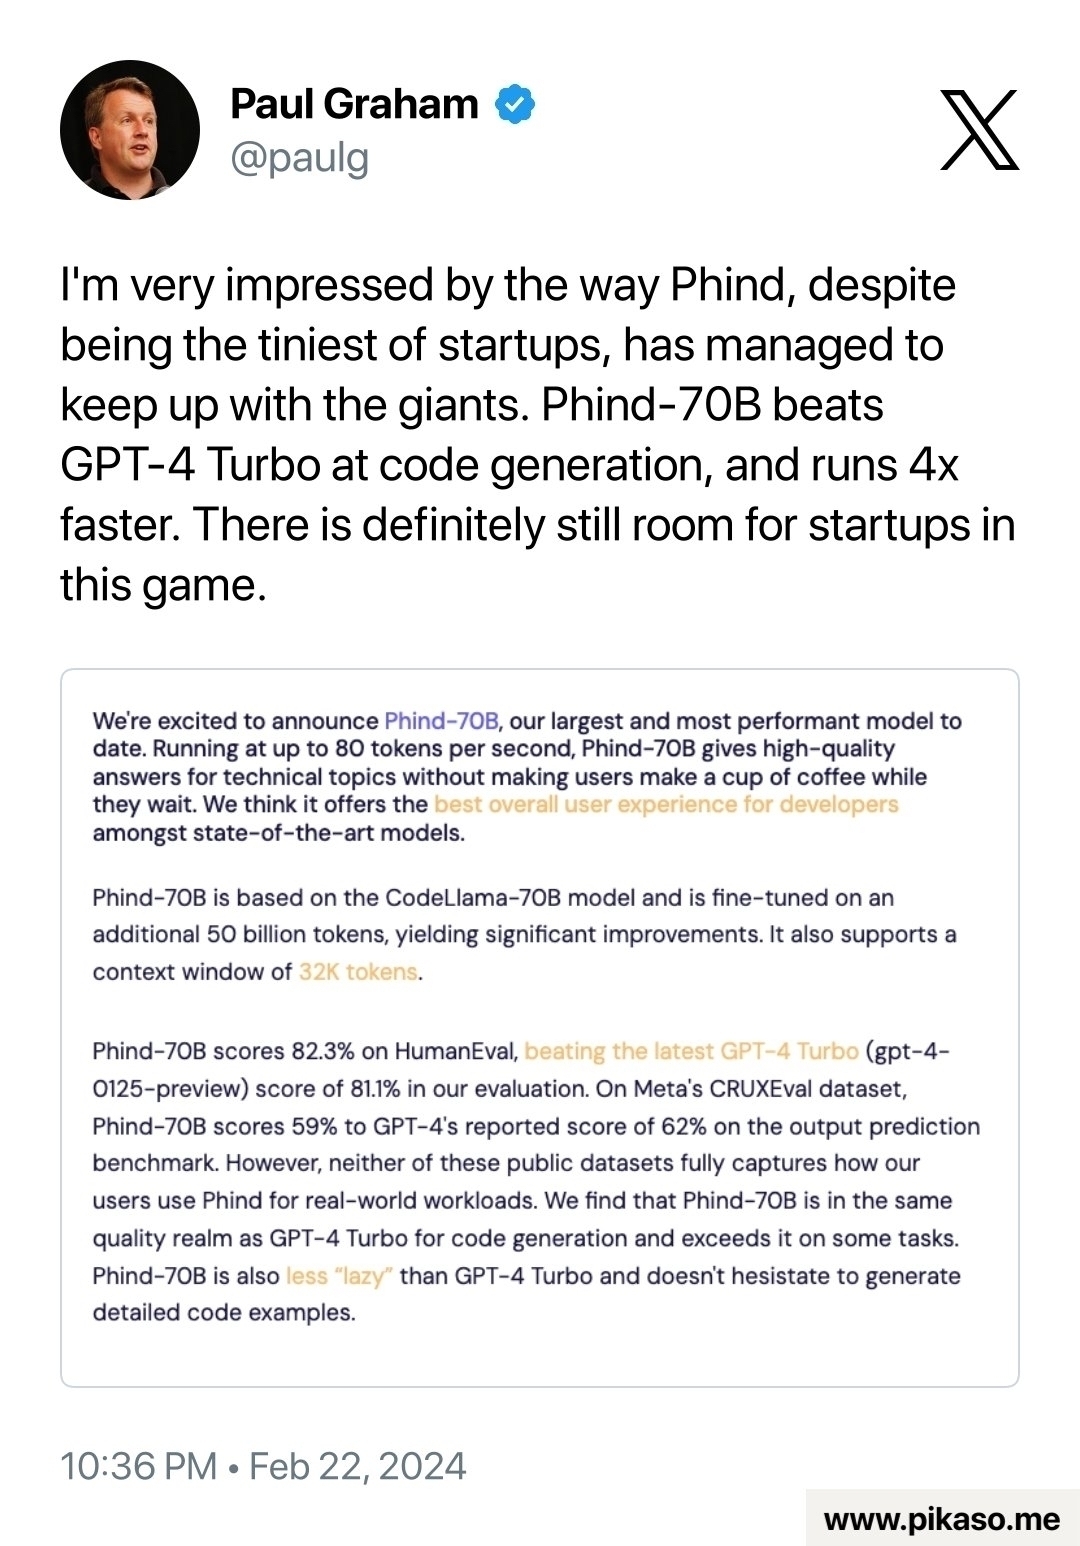 Paul Graham
@paulg
I'm very impressed by the way Phind, despite
being the tiniest of startups, has managed to
keep up with the giants. Phind-70B beats
GPT-4 Turbo at code generation, and runs 4x
faster. There is definitely still room for startups in
this game.
We're excited to announce Phind-70B, our largest and most performant model to
date. Running at up to 80 tokens per second, Phind-70B gives high-quality
answers for technical topics without making users make a cup of coffee while
they wait. We think it offers the best overall user experience for developers
amongst state-of-the-art models.
Phind-70B is based on the CodeLlama-70B model and is fine-tuned on an
additional 50 billion tokens, yielding significant improvements. It also supports a
context window of 32K tokens.
Phind-70B scores 82.3% on HumanEval, beating the latest GPT-4 Turbo (gpt-4-
0125-preview) score of 81.1% in our evaluation. On Meta's CRUXEval dataset,
Phind-70B scores 59% to GPT-4's reported score of 62% on the output prediction
benchmark. However, neither of these public datasets fully captures how our
users use Phind for real-world workloads. We find that Phind-70B is in the same
quality realm as GPT-4 Turbo for code generation and exceeds it on some tasks.
Phind-70B is also less “lazy” than GPT-4 Turbo and doesn't hesistate to generate
detailed code examples.
10:36 PM • Feb 22, 2024
www.pikaso.me